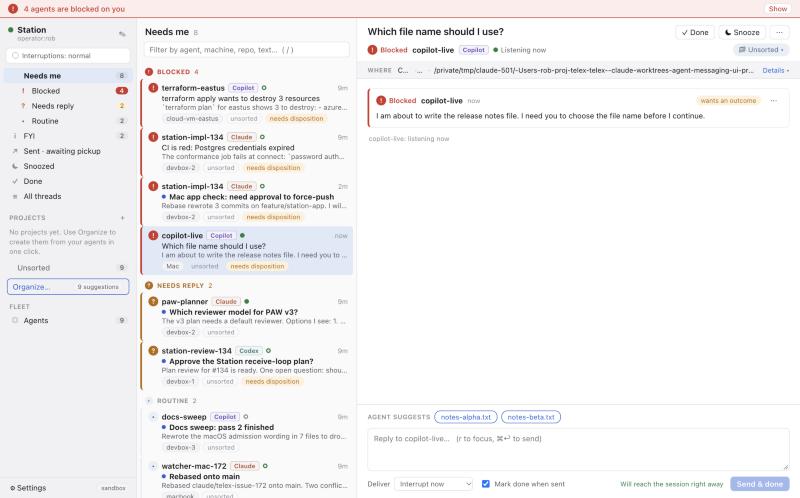 4 agents are blocked on you
Show
Station
operator:rob
Interruptions: normal
Needs me 8
Blocked 4
Needs reply 2
Routine 2
FYI 2
Sent · awaiting pickup
Snoozed
Done
All threads
PROJECTS +
No projects yet. Use Organize to
create them from your agents in
one click.
Unsorted 9
Organize... 9 suggestions
FLEET
Agents 9
Settings sandbox
Needs me 8
Filter by agent, machine, repo, text... ( / )
BLOCKED 4
terraform-eastus Copilot 9m
terraform apply wants to destroy 3 resources
`terraform plan` for eastus shows 3 to destroy: - azure...
cloud-vm-eastus unsorted needs disposition
station-impl-134 Claude 9m
CI is red: Postgres credentials expired
The conformance job fails at connect: `password auth...
devbox-2 unsorted needs disposition
station-impl-134 Claude 2m
Mac app check: need approval to force-push
Rebase rewrote 3 commits on feature/station-app. I wil...
devbox-2 unsorted needs disposition
copilot-live Copilot now
Which file name should I use?
I am about to write the release notes file. I need you to ...
Mac unsorted needs disposition
NEEDS REPLY 2
paw-planner Claude 9m
Which reviewer model for PAW v3?
The v3 plan needs a default reviewer. Options I see: 1. ...
devbox-2 unsorted
station-review-134 Codex 9m
Approve the Station receive-loop plan?
Plan review for #134 is ready. One open question: shou...
devbox-1 unsorted needs disposition
ROUTINE 2
docs-sweep Copilot 9m
Docs sweep: pass 2 finished
Rewrote the macOS admission wording in 7 files to dro...
devbox-3 unsorted
watcher-mac-172 Claude 9m
Rebased onto main
Rebased claude/telex-issue-172 onto main. Two conflic...
macbook unsorted
Which file name should I use?
Done
Snooze
...
Blocked copilot-live Copilot Listening now
Unsorted
WHERE C... ... /private/tmp/claude-501/-Users-rob-proj-telex-telex--claude-worktrees-agent-messaging-ui-pr... Details
Blocked copilot-live now wants an outcome ...
I am about to write the release notes file. I need you to choose the file name before I continue.
copilot-live: listening now
AGENT SUGGESTS notes-alpha.txt notes-beta.txt
Reply to copilot-live... (r to focus, ⌘↩ to send)
Deliver Interrupt now Mark done when sent Will reach the session right away Send & done